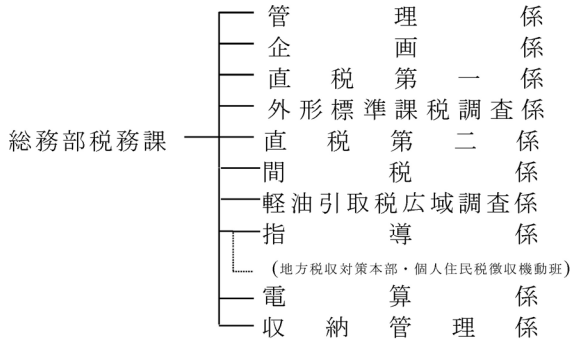 管理係
企画係
直税第一係
外形標準課税調査係
総務部税務課
直税第二係
間税係
軽油引取税広域調査係
指導係
(地方税収対策本部・個人住民税徴収機動班)
電算係
収納管理係